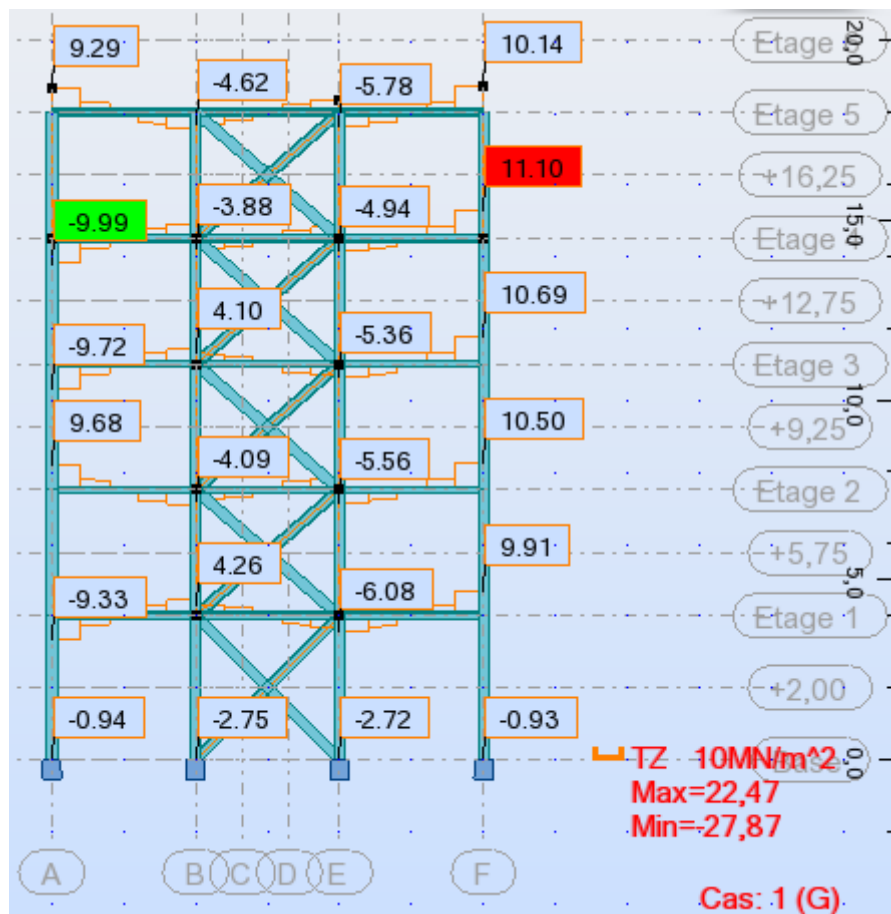 9.29
10.14
Etage 6
20,0
-4.62
-5.78
Etage 5
11.10
+16,25
-9.99
-3.88
-4.94
15,0
Etage 4
4.10
10.69
+12,75
-9.72
-5.36
Etage 3
9.68
10.50
10,0
+9,25
-4.09
-5.56
Etage 2
4.26
9.91
+5,75
5,0
-9.33
-6.08
Etage 1
-0.94
-2.75
-2.72
-0.93
+2,00
TZ 10MN/m^2
Base
0,0
Max=22,47
Min=-27,87
A
B
C
D
E
F
Cas: 1 (G)